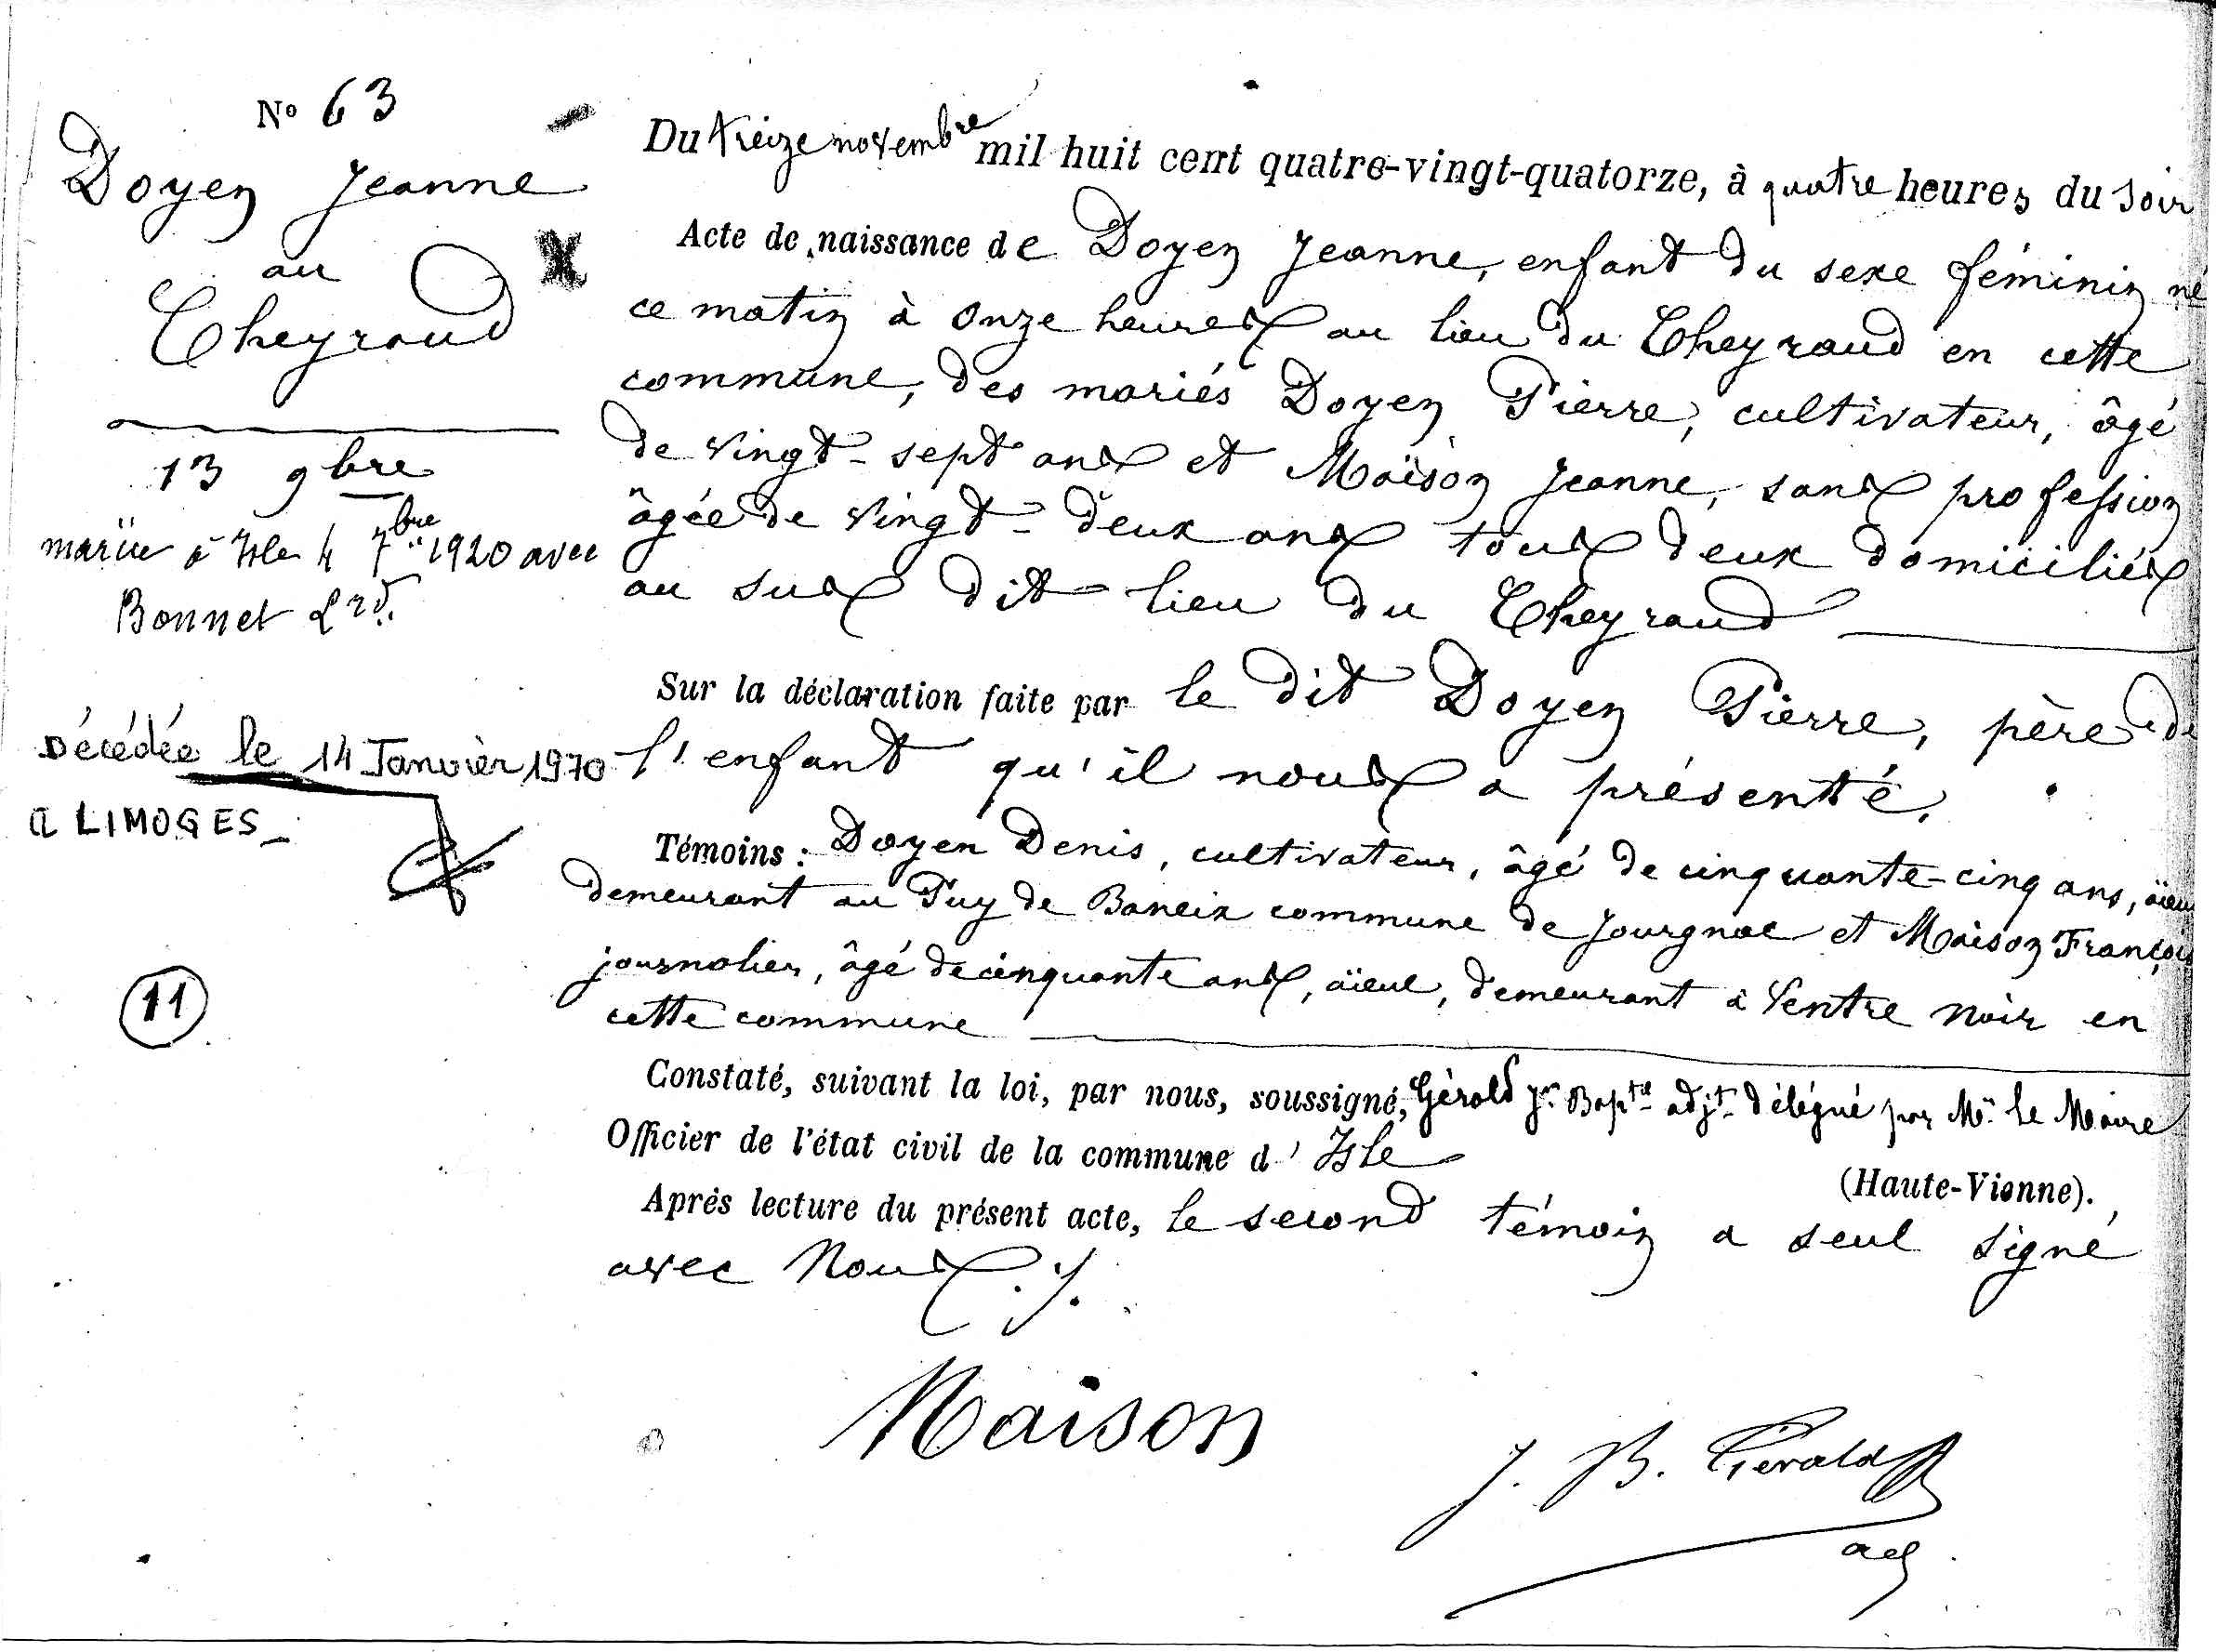 N° 63
Doyen Jeanne
au
Theyraud
13 9bre
mariée à Isle 4 7bre 1920 avec
Bonnet Lrd.
Décédée le 14 Janvier 1970
a LIMOGES_
11
Du treize novembre mil huit cent quatre-vingt-quatorze, à quatre heures du soir
Acte de naissance de Doyen Jeanne, enfant du sexe féminin né
ce matin à onze heures au lieu du Theyraud en cette
commune, des mariés Doyen Pierre, cultivateur, âgé
de vingt-sept ans et Maison Jeanne, sans profession
âgée de vingt-deux ans tous deux domiciliés
au sus dit lieu du Theyraud
Sur la déclaration faite par le dit Doyen Pierre, père de
l'enfant qu'il nous a présenté.
Témoins : Doyen Denis, cultivateur, âgé de cinquante-cinq ans, aïeul
demeurant au Puy de Baneix commune de Jourgnac et Maison François
journalier, âgé de cinquante ans, aïeul, demeurant à Ventre Noir en
cette commune
Constaté, suivant la loi, par nous, soussigné, Gérald Jn Bapte adjt délégué par Mr le Maire
Officier de l'état civil de la commune d'Isle
(Haute-Vienne).
Après lecture du présent acte, le second témoin a seul signé
avec Nous ./.
Maison
J. B. Gérald
adj